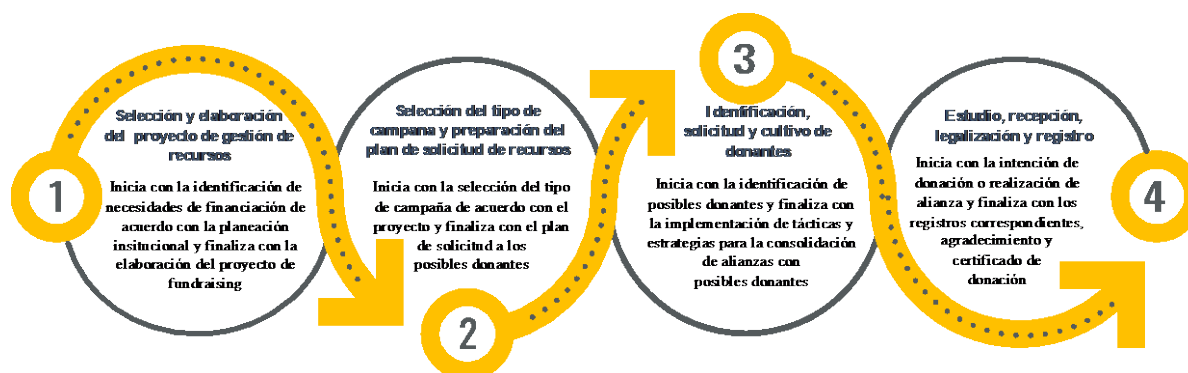 1
Selección y elaboración
del proyecto de gestión de
recursos
Inicia con la identificación de
necesidades de financiación de
acuerdo con la planeación
insitucional y finaliza con la
elaboración del proyecto de
fundraising
2
Selección del tipo de
campana y preparación del
plan de solicitud de recursos
Inicia con la selección del tipo
de campaña de acuerdo con el
proyecto y finaliza con el plan
de solicitud a los
posibles donantes
3
Identificación,
solicitud y cultivo de
donantes
Inicia con la identificación de
posibles donantes y finaliza con
la implementación de tácticas y
estrategias para la consolidación
de alianzas con
posibles donantes
4
Estudio, recepción,
legalización y registro
Inicia con la intención de
donación o realización de
alianza y finaliza con los
registros correspondientes,
agradecimiento y
certificado de
donación